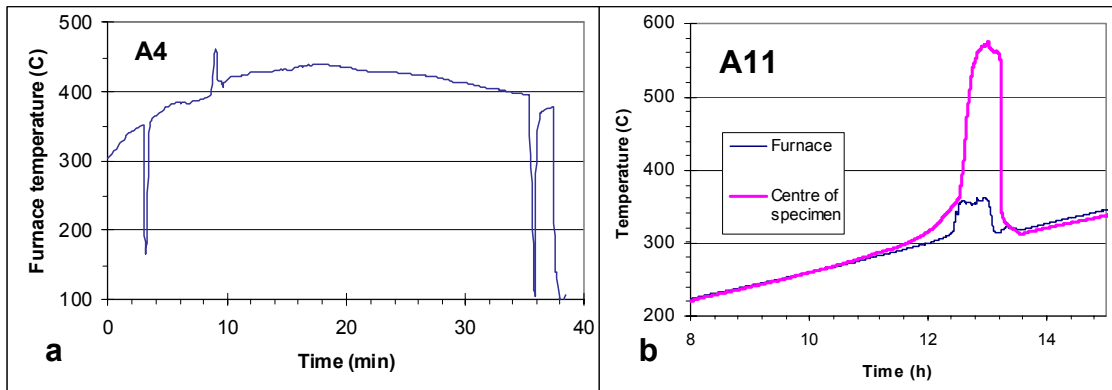 A4
Furnace temperature (C)
500
400
300
200
100
0
10
20
30
40
Time (min)
a
A11
Temperature (C)
600
500
400
300
200
Furnace
Centre of
specimen
8
10
12
14
Time (h)
b